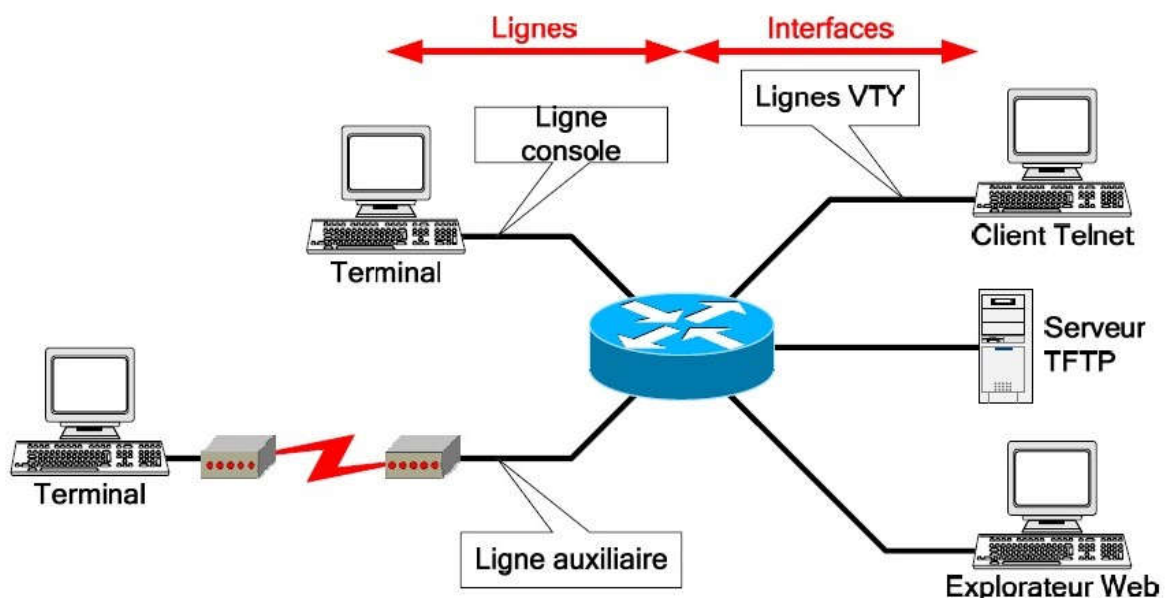 Lignes
Interfaces
Ligne
console
Lignes VTY
Terminal
Client Telnet
Serveur
TFTP
Terminal
Ligne auxiliaire
Explorateur Web